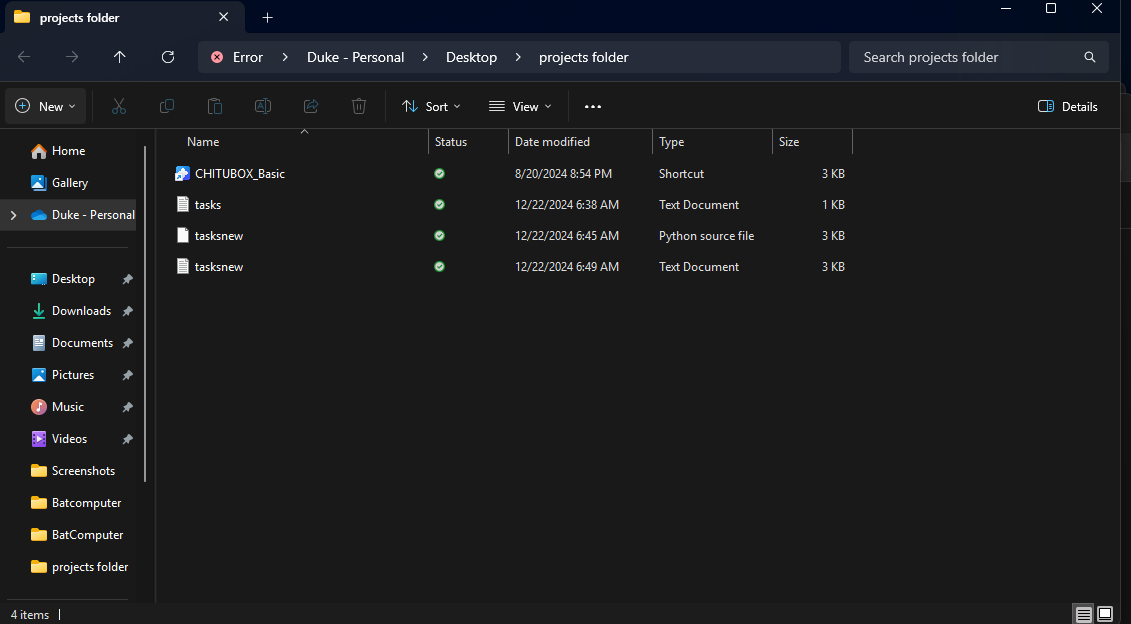 projects folder
Error > Duke - Personal > Desktop > projects folder
Search projects folder
New
Sort
View
Details
Name Status Date modified Type Size
CHITUBOX_Basic 8/20/2024 8:54 PM Shortcut 3 KB
tasks 12/22/2024 6:38 AM Text Document 1 KB
tasksnew 12/22/2024 6:45 AM Python source file 3 KB
tasksnew 12/22/2024 6:49 AM Text Document 3 KB
Home
Gallery
Duke - Personal
Desktop
Downloads
Documents
Pictures
Music
Videos
Screenshots
Batcomputer
BatComputer
projects folder
4 items